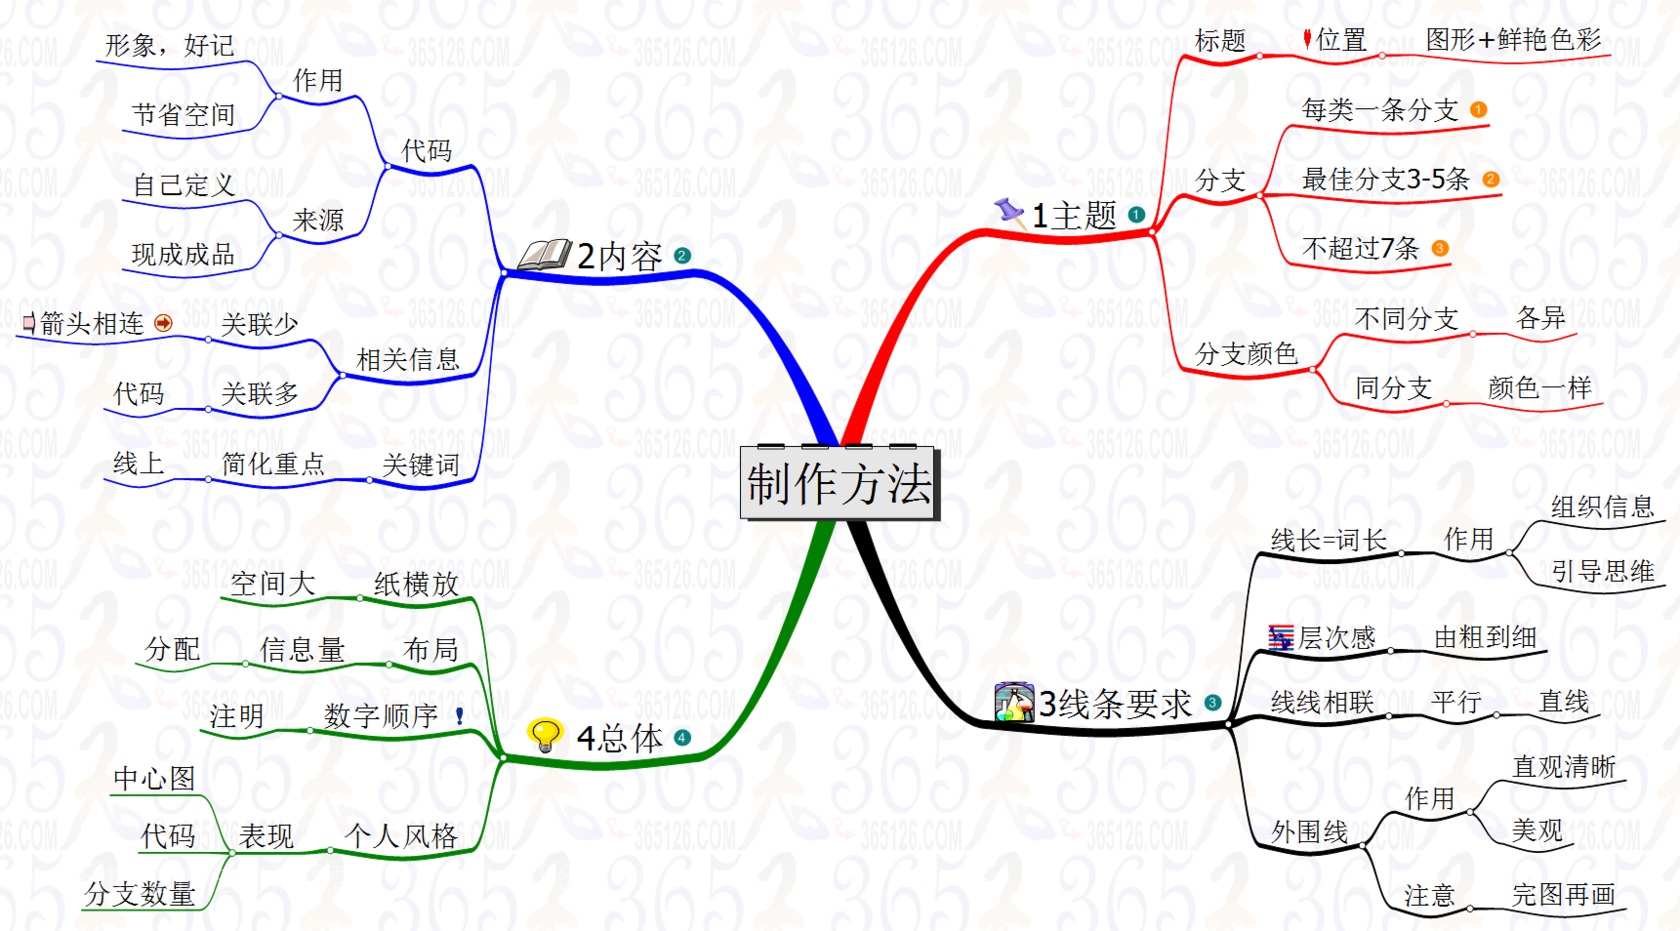 制作方法
1主题 1
标题
位置
图形+鲜艳色彩
分支
每类一条分支 1
最佳分支3-5条 2
不超过7条 3
分支颜色
不同分支
各异
同分支
颜色一样
2内容 2
代码
作用
形象，好记
节省空间
来源
自己定义
现成成品
相关信息
关联少
箭头相连
关联多
代码
关键词
简化重点
线上
3线条要求 3
线长=词长
作用
组织信息
引导思维
层次感
由粗到细
线线相联
平行
直线
外围线
作用
直观清晰
美观
注意
完图再画
4总体 4
纸横放
空间大
布局
信息量
分配
数字顺序
注明
个人风格
表现
中心图
代码
分支数量
365126.COM